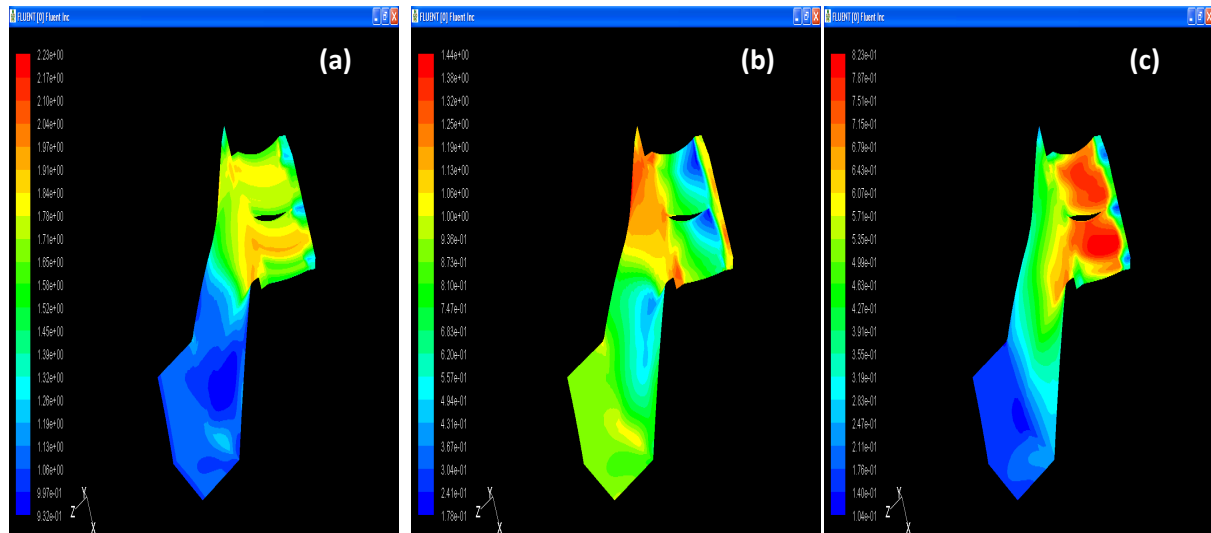 FLUENT [0] Fluent Inc
(a)
2.23e+00
2.17e+00
2.10e+00
2.04e+00
1.97e+00
1.91e+00
1.84e+00
1.78e+00
1.71e+00
1.65e+00
1.58e+00
1.52e+00
1.45e+00
1.39e+00
1.32e+00
1.26e+00
1.19e+00
1.13e+00
1.06e+00
9.97e-01
9.32e-01
Y
Z
X
FLUENT [0] Fluent Inc
(b)
1.44e+00
1.38e+00
1.32e+00
1.25e+00
1.19e+00
1.13e+00
1.06e+00
1.00e+00
9.36e-01
8.73e-01
8.10e-01
7.47e-01
6.83e-01
6.20e-01
5.57e-01
4.94e-01
4.31e-01
3.67e-01
3.04e-01
2.41e-01
1.78e-01
Y
Z
X
FLUENT [0] Fluent Inc
(c)
8.23e-01
7.87e-01
7.51e-01
7.15e-01
6.79e-01
6.43e-01
6.07e-01
5.71e-01
5.35e-01
4.99e-01
4.63e-01
4.27e-01
3.91e-01
3.55e-01
3.19e-01
2.83e-01
2.47e-01
2.11e-01
1.76e-01
1.40e-01
1.04e-01
Y
Z
X